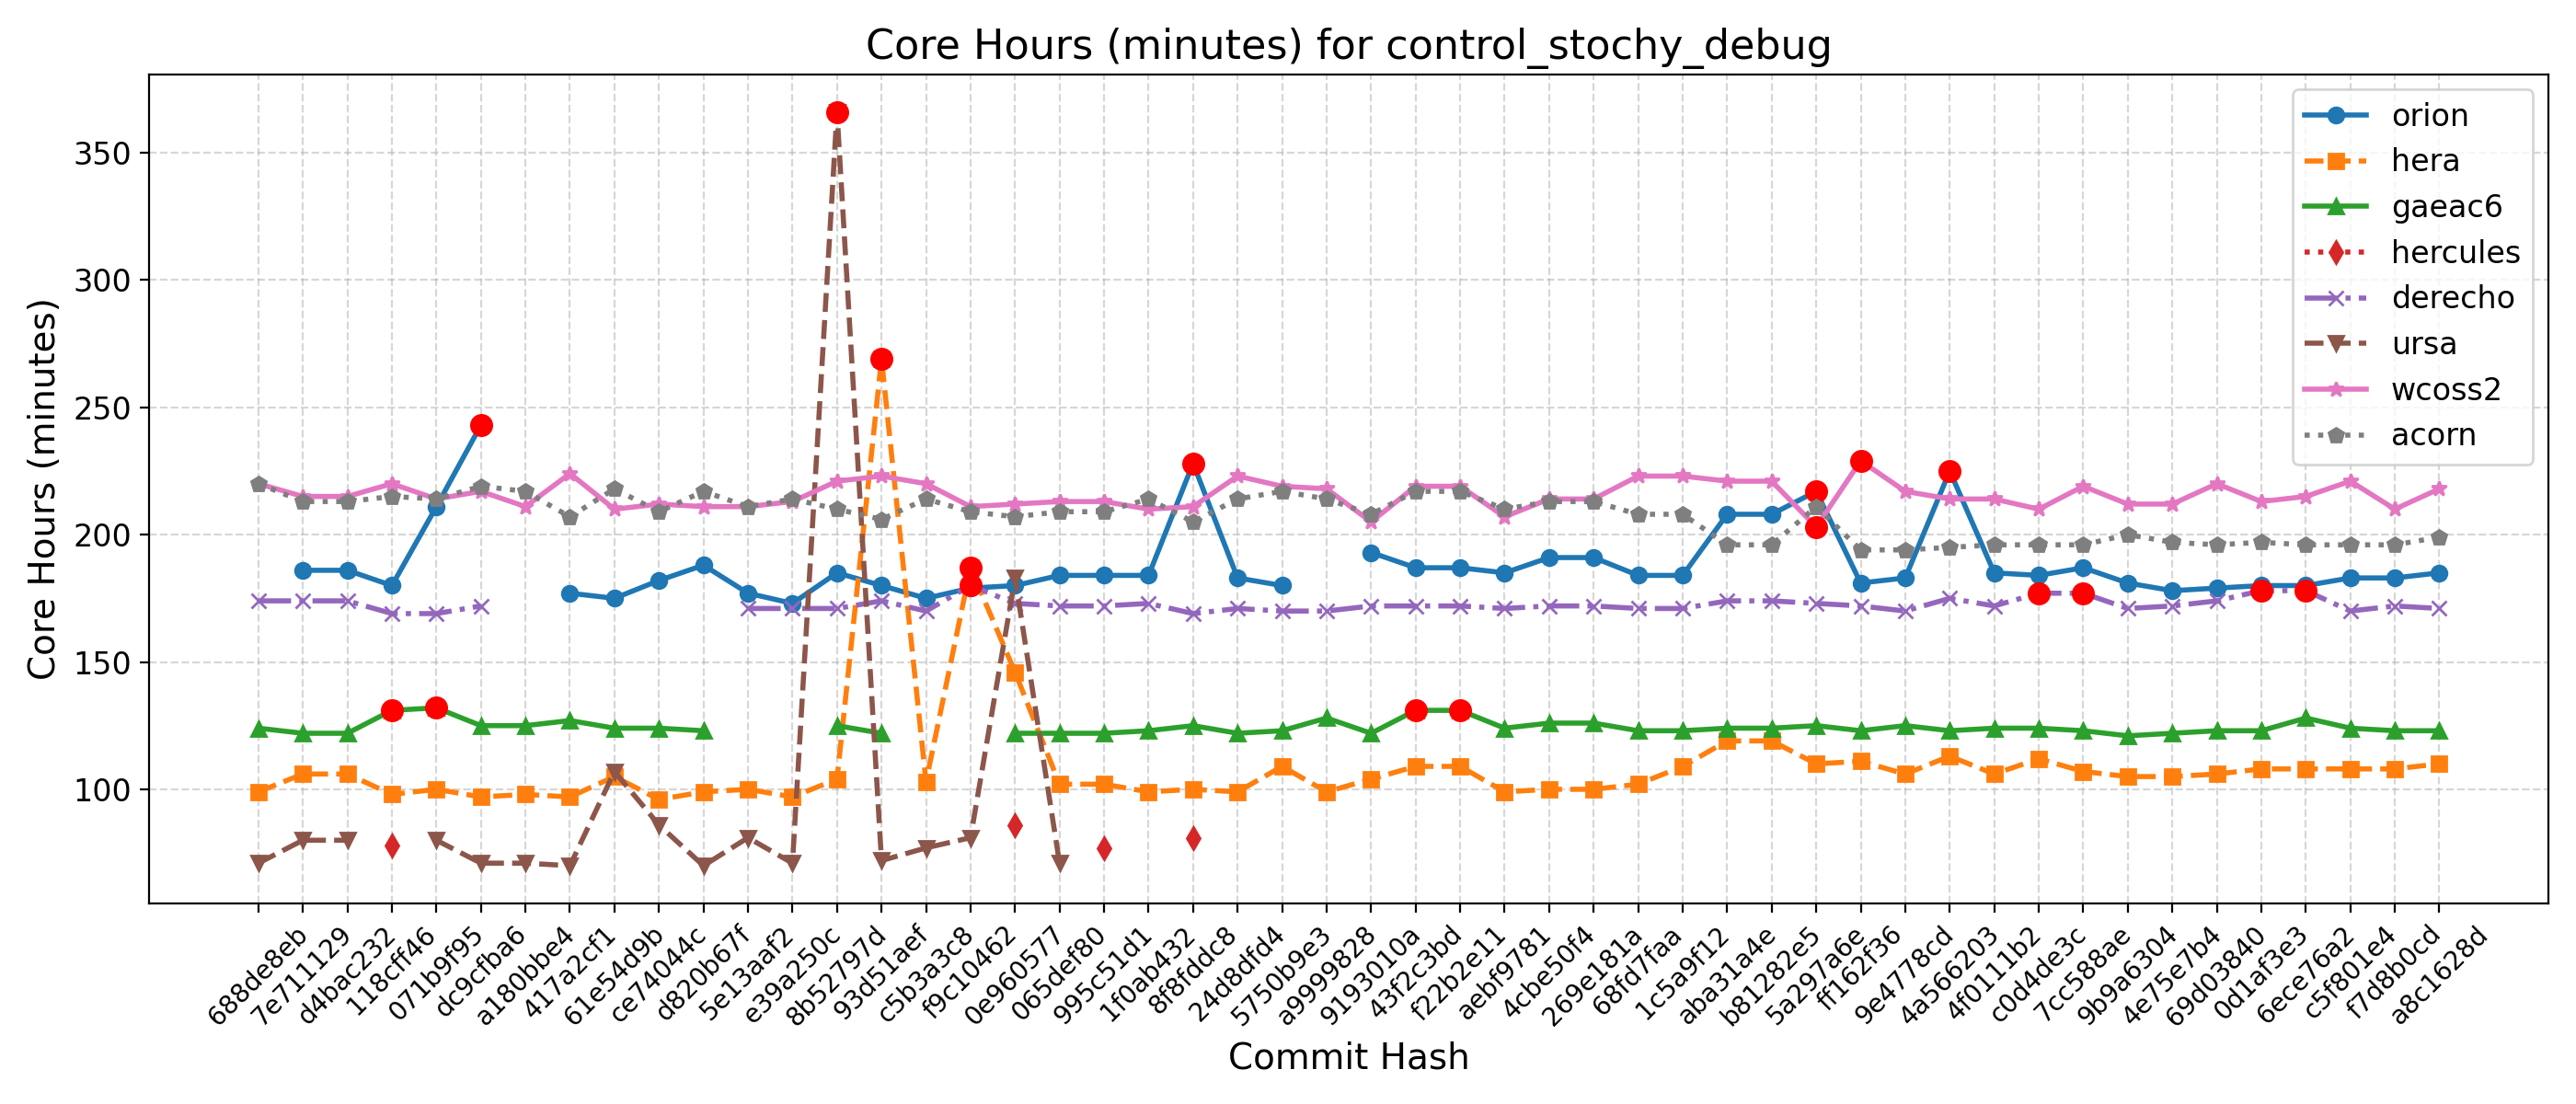 Core Hours (minutes) for control_stochy_debug
Core Hours (minutes)
350
300
250
200
150
100
orion
hera
gaeac6
hercules
derecho
ursa
wcoss2
acorn
688de8eb
7e711129
d4bac232
118cff46
071b9f95
dc9cfba6
a180bbe4
417a2cf1
61e54d9b
ce74044c
d820b67f
5e13aaf2
e39a250c
8b52797d
93d51aef
c5b3a3c8
f9c10462
0e960577
065def80
995c51d1
1f0ab432
8f8fddc8
24d8dfd4
5750b9e3
a9999828
9193010a
43f2c3bd
f22b2e11
aebf9781
4cbe50f4
269e181a
68fd7faa
1c5a9f12
aba31a4e
b81282e5
5a297a6e
ff162f36
9e4778cd
4a566203
4f0111b2
c0d4de3c
7cc588ae
9b9a6304
4e75e7b4
69d03840
0d1af3e3
6ece76a2
c5f801e4
f7d8b0cd
a8c1628d
Commit Hash